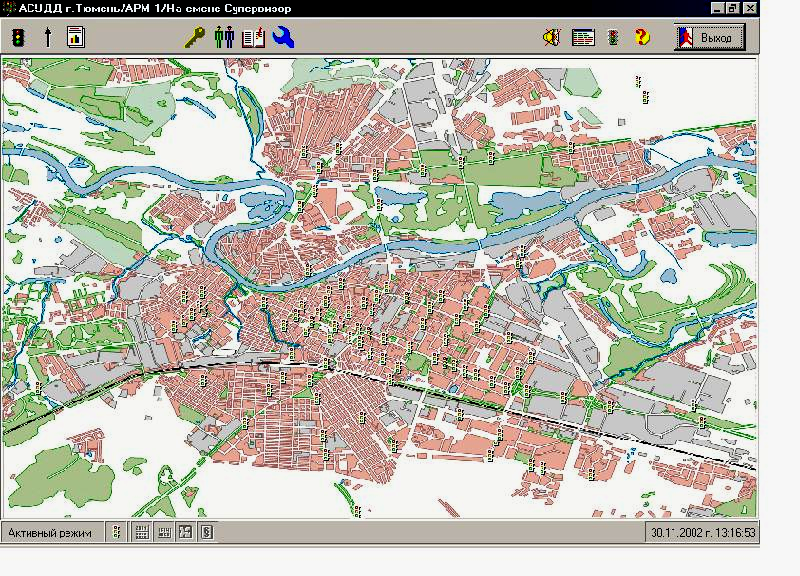 АСУДД г.Тюмень/АРМ 1/На смене Супервизор
Выход
Активный режим
30.11.2002 г. 13:16:53